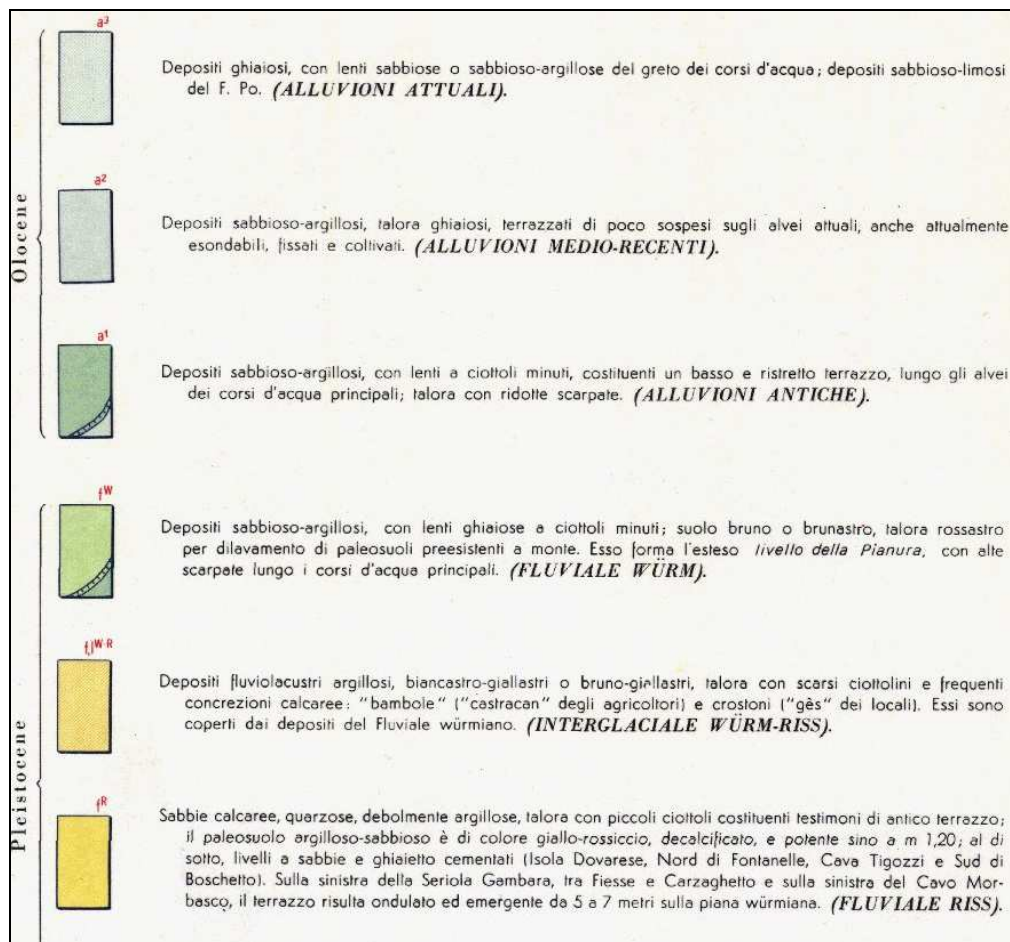 a³
Depositi ghiaiosi, con lenti sabbiose o sabbioso-argillose del greto dei corsi d'acqua; depositi sabbioso-limosi
del F. Po. (ALLUVIONI ATTUALI).
Olocene
a²
Depositi sabbioso-argillosi, talora ghiaiosi, terrazzati di poco sospesi sugli alvei attuali, anche attualmente
esondabili, fissati e coltivati. (ALLUVIONI MEDIO-RECENTI).
a¹
Depositi sabbioso-argillosi, con lenti a ciottoli minuti, costituenti un basso e ristretto terrazzo, lungo gli alvei
dei corsi d'acqua principali; talora con ridotte scarpate. (ALLUVIONI ANTICHE).
fW
Depositi sabbioso-argillosi, con lenti ghiaiose a ciottoli minuti; suolo bruno o brunastro, talora rossastro
per dilavamento di paleosuoli preesistenti a monte. Esso forma l'esteso livello della Pianura, con alte
scarpate lungo i corsi d'acqua principali. (FLUVIALE WÜRM).
f,lW-R
Depositi fluviolacustri argillosi, biancastro-giallastri o bruno-giallastri, talora con scarsi ciottolini e frequenti
concrezioni calcaree: "bambole" ("castracan" degli agricoltori) e crostoni ("gès" dei locali). Essi sono
coperti dai depositi del Fluviale würmiano. (INTERGLACIALE WÜRM-RISS).
Pleistocene
fR
Sabbie calcaree, quarzose, debolmente argillose, talora con piccoli ciottoli costituenti testimoni di antico terrazzo;
il paleosuolo argilloso-sabbioso è di colore giallo-rossiccio, decalcificato, e potente sino a m 1,20; al di
sotto, livelli a sabbie e ghiaietto cementati (Isola Dovarese, Nord di Fontanelle, Cava Tigozzi e Sud di
Boschetto). Sulla sinistra della Seriola Gambara, tra Fiesse e Carzaghetto e sulla sinistra del Cavo Mor-
basco, il terrazzo risulta ondulato ed emergente da 5 a 7 metri sulla piana würmiana. (FLUVIALE RISS).